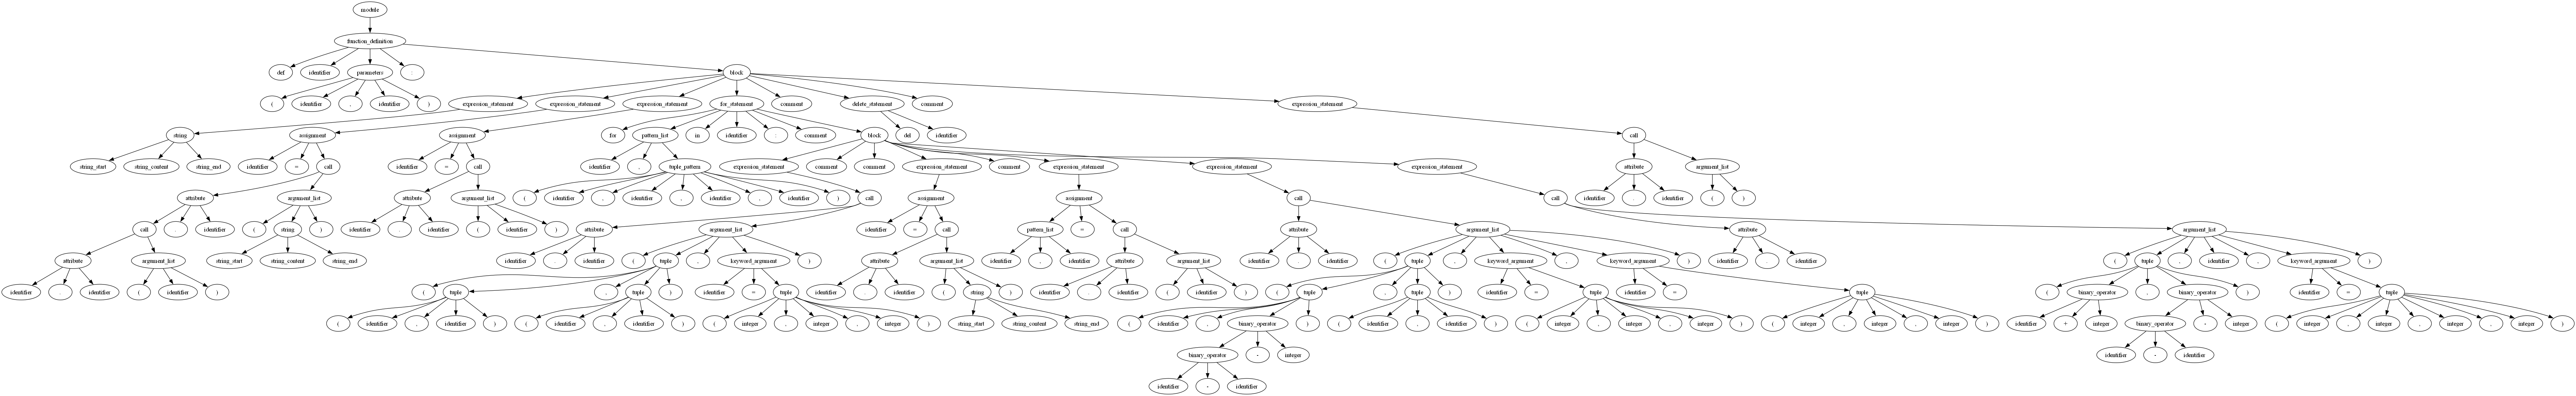 module
function_definition
def identifier parameters : block
( identifier , identifier ) expression_statement expression_statement expression_statement for_statement comment delete_statement comment expression_statement
string assignment assignment for pattern_list in identifier : comment block del identifier call
string_start string_content string_end identifier = call identifier = call identifier , tuple_pattern expression_statement comment comment expression_statement comment expression_statement expression_statement expression_statement attribute argument_list
attribute argument_list attribute argument_list ( identifier , identifier , identifier , identifier ) call assignment assignment call call identifier . identifier ( )
call . identifier ( string ) identifier . identifier ( identifier ) attribute argument_list identifier = call pattern_list = call attribute argument_list attribute argument_list
attribute argument_list string_start string_content string_end identifier . identifier ( tuple , keyword_argument ) attribute argument_list identifier , identifier attribute argument_list identifier . identifier ( tuple , keyword_argument , keyword_argument ) identifier . identifier ( tuple , identifier , keyword_argument )
identifier . identifier ( identifier ) ( tuple , tuple ) identifier = tuple identifier . identifier ( string ) identifier . identifier ( identifier ) ( tuple , tuple ) identifier = tuple identifier = tuple ( binary_operator , binary_operator ) identifier = tuple
( identifier , identifier ) ( identifier , identifier ) ( integer , integer , integer ) string_start string_content string_end ( identifier , binary_operator ) ( identifier , identifier ) ( integer , integer , integer ) ( integer , integer , integer ) identifier + integer binary_operator - integer ( integer , integer , integer , integer )
binary_operator - integer identifier - identifier
identifier - identifier